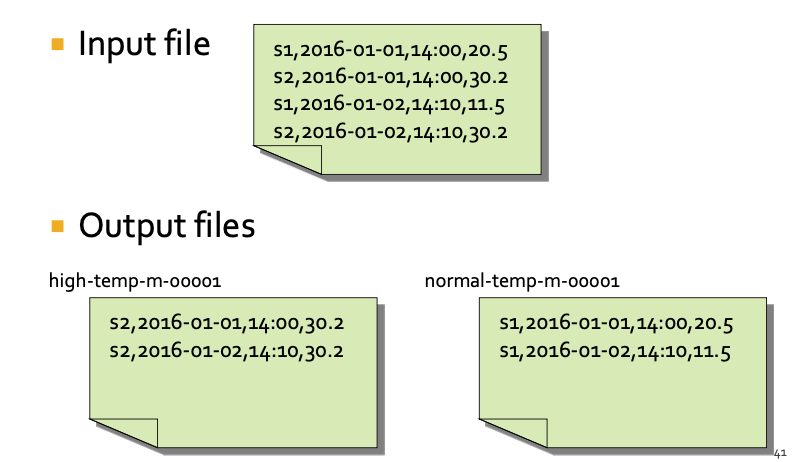 Input file
s1,2016-01-01,14:00,20.5
s2,2016-01-01,14:00,30.2
s1,2016-01-02,14:10,11.5
s2,2016-01-02,14:10,30.2
Output files
high-temp-m-00001
s2,2016-01-01,14:00,30.2
s2,2016-01-02,14:10,30.2
normal-temp-m-00001
s1,2016-01-01,14:00,20.5
s1,2016-01-02,14:10,11.5
41